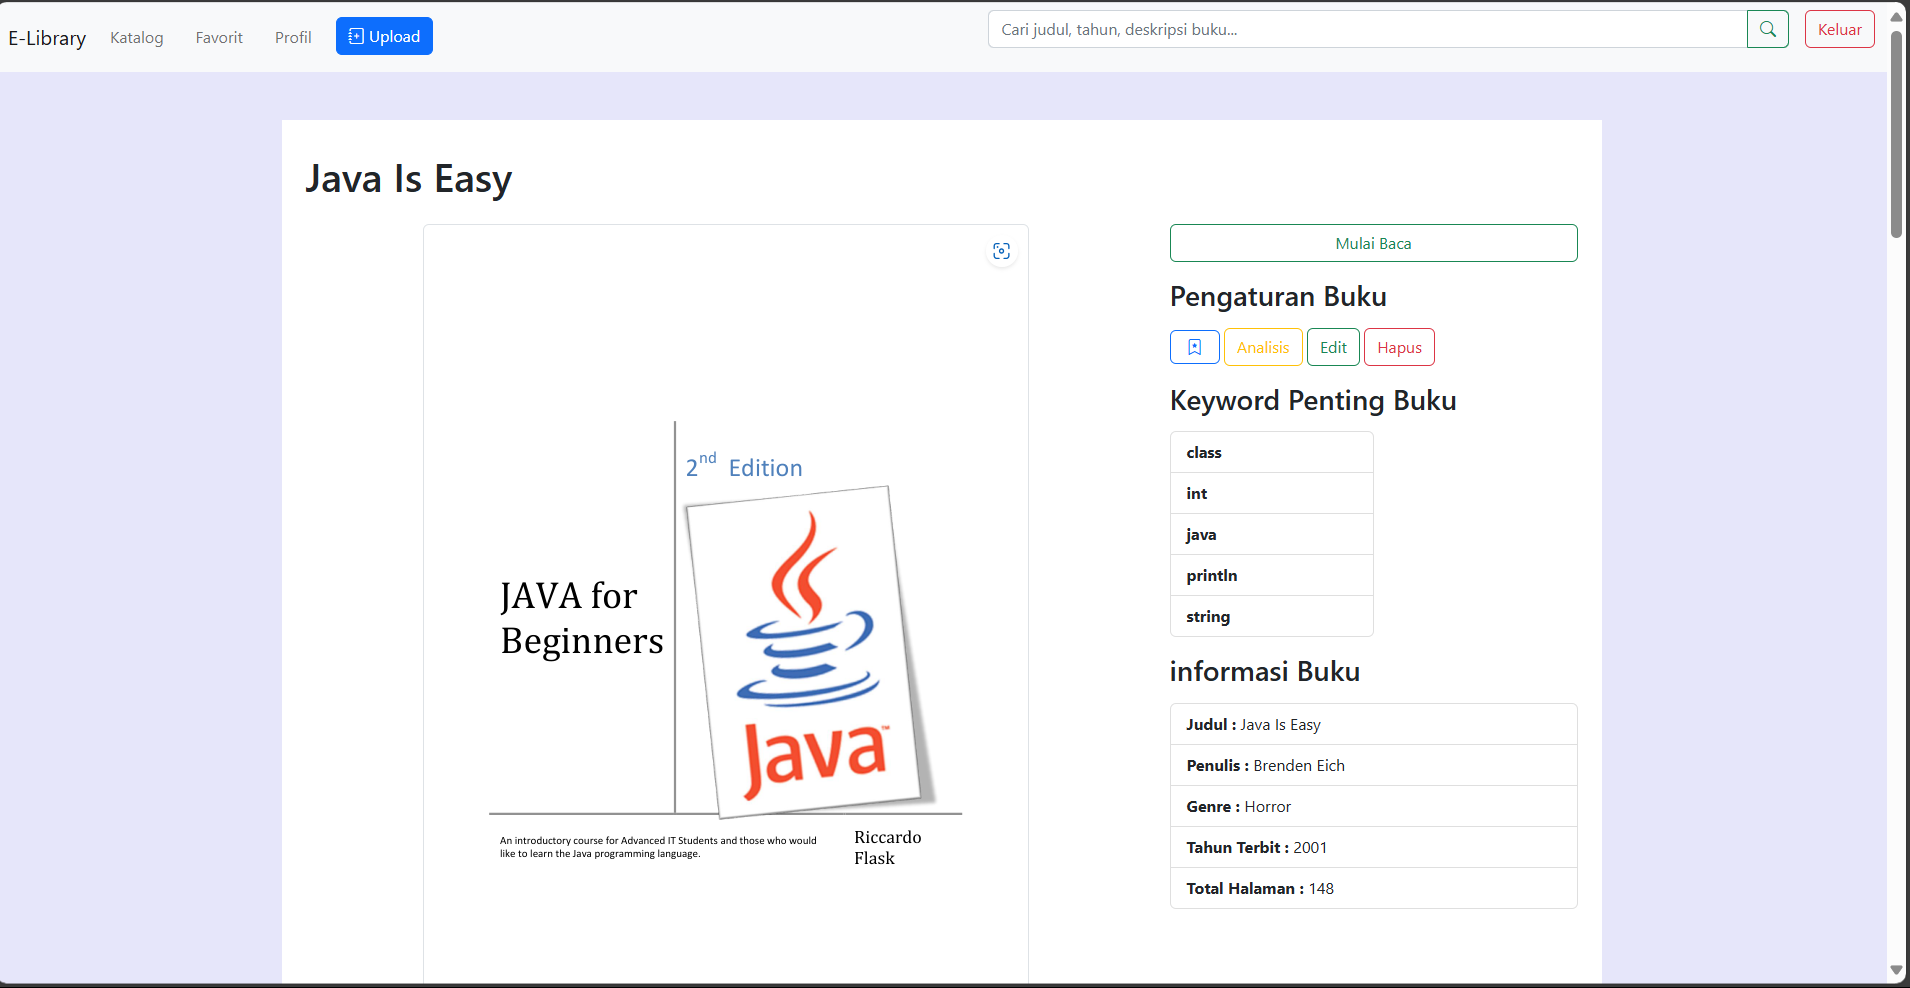 E-Library Katalog Favorit Profil Upload Cari judul, tahun, deskripsi buku... Keluar
Java Is Easy
2nd Edition
JAVA for
Beginners
Java™
An introductory course for Advanced IT Students and those who would
like to learn the Java programming language.
Riccardo
Flask
Mulai Baca
Pengaturan Buku
Analisis Edit Hapus
Keyword Penting Buku
class
int
java
println
string
informasi Buku
Judul : Java Is Easy
Penulis : Brenden Eich
Genre : Horror
Tahun Terbit : 2001
Total Halaman : 148